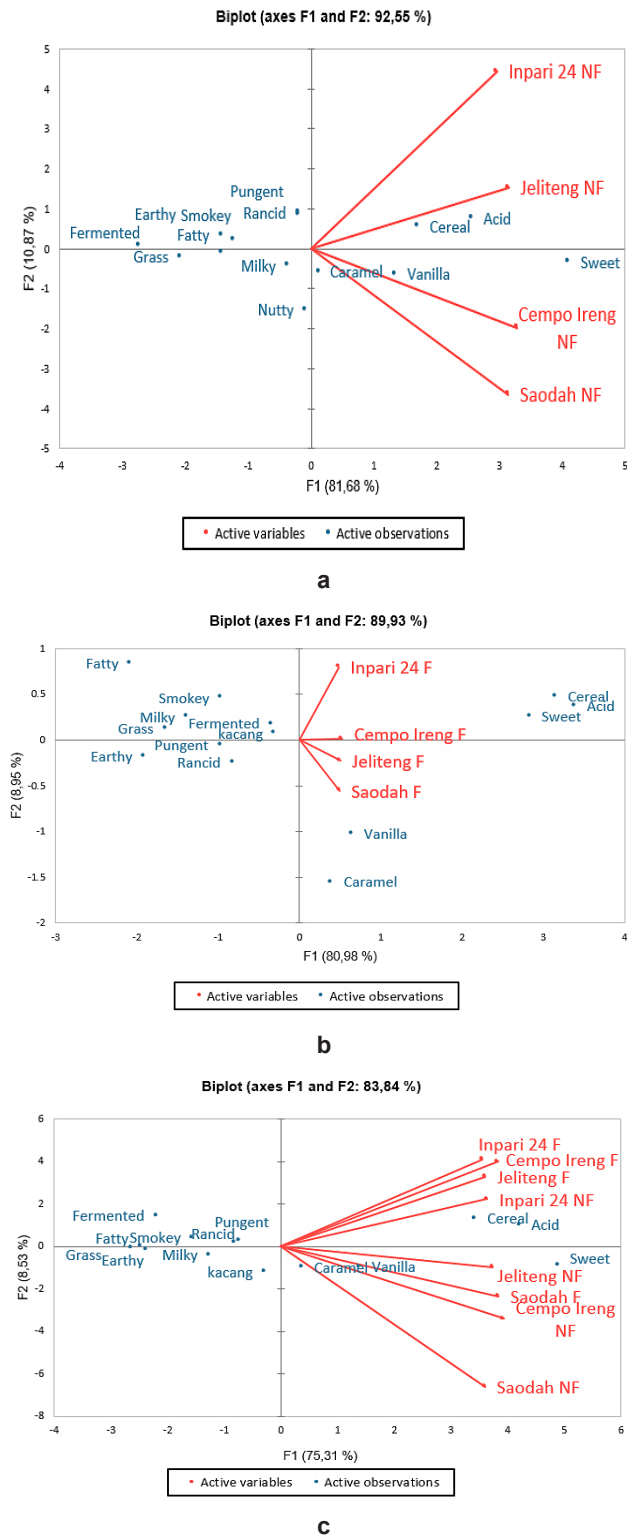 Biplot (axes F1 and F2: 92,55 %)
5
4
3
2
1
0
-1
-2
-3
-4
-5
F2 (10,87 %)
Inpari 24 NF
Jeliteng NF
Pungent
Earthy Smokey Rancid
Fermented
Fatty
Cereal Acid
Grass
Milky
Caramel Vanilla
Sweet
Nutty
Cempo Ireng
NF
Saodah NF
-4 -3 -2 -1 0 1 2 3 4 5
F1 (81,68 %)
Active variables Active observations
a
Biplot (axes F1 and F2: 89,93 %)
1
0.5
0
-0.5
-1
-1.5
-2
F2 (8,95 %)
Fatty
Inpari 24 F
Smokey
Cereal
Milky
Acid
Fermented
Sweet
Grass
kacang
Cempo Ireng F
Pungent
Earthy
Rancid
Jeliteng F
Saodah F
Vanilla
Caramel
-3 -2 -1 0 1 2 3 4
F1 (80,98 %)
Active variables Active observations
b
Biplot (axes F1 and F2: 83,84 %)
6
4
2
0
-2
-4
-6
-8
F2 (8,53 %)
Inpari 24 F
Cempo Ireng F
Jeliteng F
Inpari 24 NF
Fermented
Pungent
Cereal
Acid
Rancid
Fatty Smokey
Grass
Earthy
Milky
kacang
Caramel Vanilla
Sweet
Jeliteng NF
Saodah F
Cempo Ireng
NF
Saodah NF
-4 -3 -2 -1 0 1 2 3 4 5 6
F1 (75,31 %)
Active variables Active observations
c